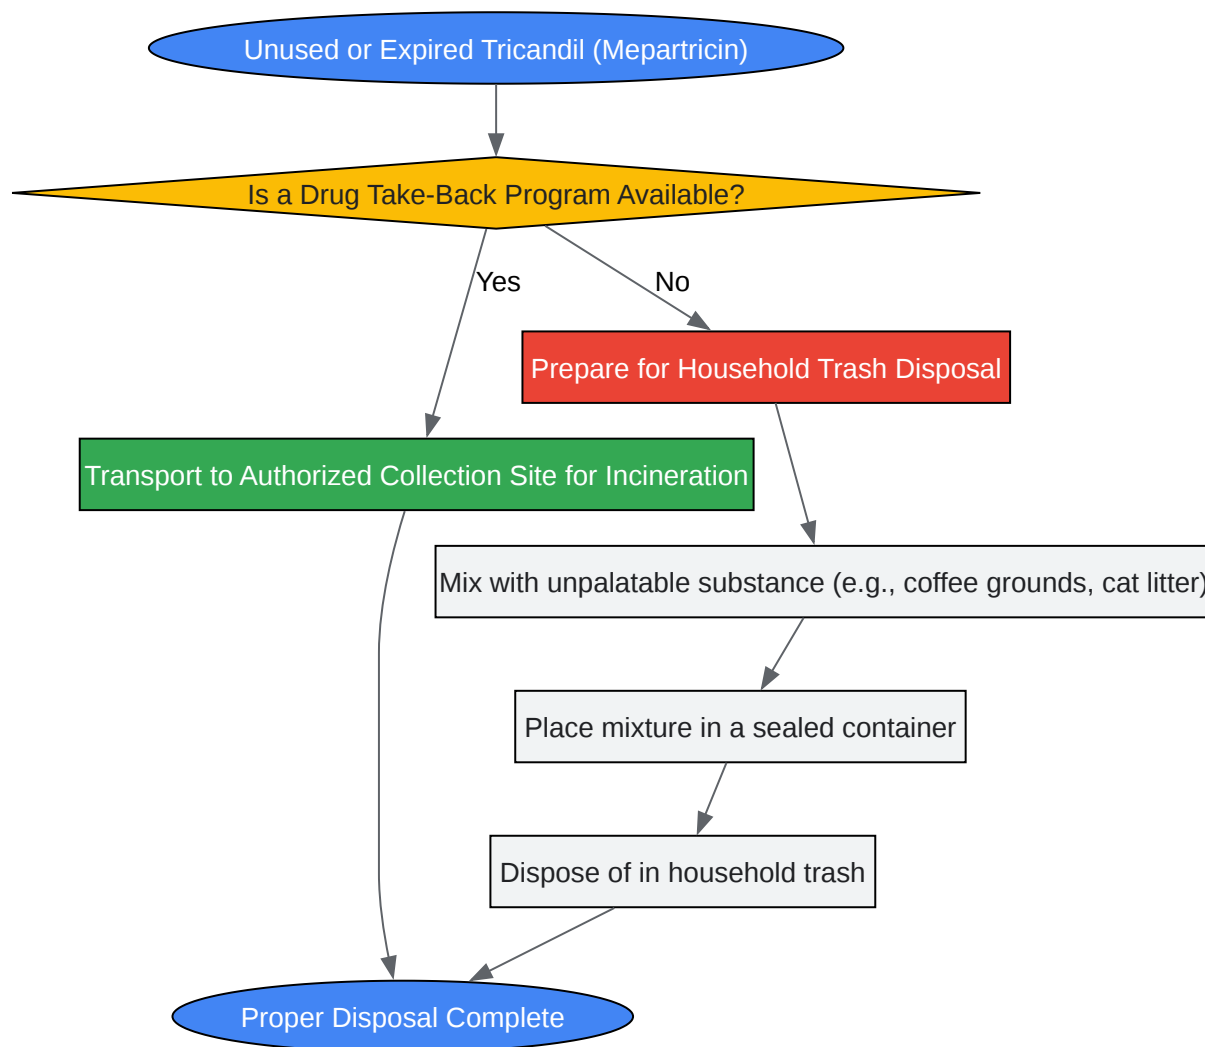 Unused or Expired Tricandil (Mepartricin)
Is a Drug Take-Back Program Available?
Yes
No
Prepare for Household Trash Disposal
Transport to Authorized Collection Site for Incineration
Mix with unpalatable substance (e.g., coffee grounds, cat litter)
Place mixture in a sealed container
Dispose of in household trash
Proper Disposal Complete